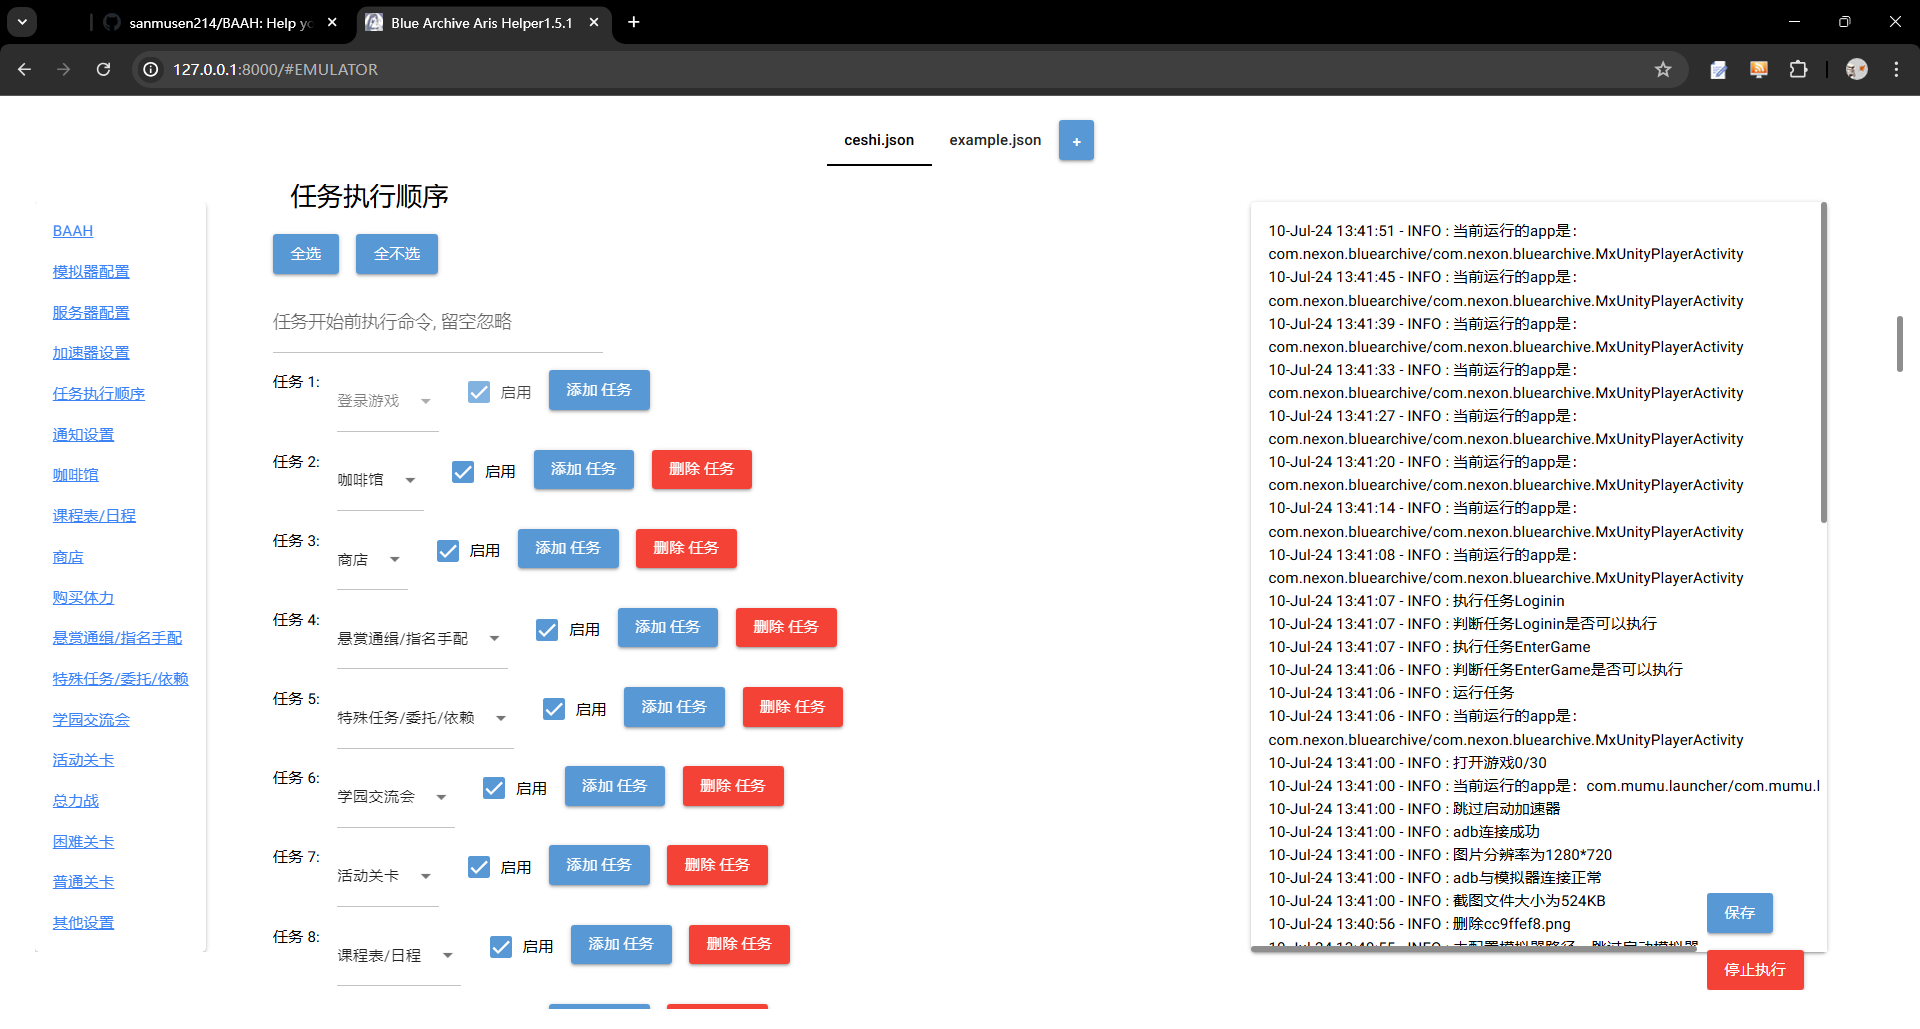 sanmusen214/BAAH: Help yo
Blue Archive Aris Helper1.5.1
127.0.0.1:8000/#EMULATOR
ceshi.json
example.json
+
BAAH
模拟器配置
服务器配置
加速器设置
任务执行顺序
通知设置
咖啡馆
课程表/日程
商店
购买体力
悬赏通缉/指名手配
特殊任务/委托/依赖
学园交流会
活动关卡
总力战
困难关卡
普通关卡
其他设置
任务执行顺序
全选
全不选
任务开始前执行命令, 留空忽略
任务 1: 登录游戏 启用 添加 任务
任务 2: 咖啡馆 启用 添加 任务 删除 任务
任务 3: 商店 启用 添加 任务 删除 任务
任务 4: 悬赏通缉/指名手配 启用 添加 任务 删除 任务
任务 5: 特殊任务/委托/依赖 启用 添加 任务 删除 任务
任务 6: 学园交流会 启用 添加 任务 删除 任务
任务 7: 活动关卡 启用 添加 任务 删除 任务
任务 8: 课程表/日程 启用 添加 任务 删除 任务
10-Jul-24 13:41:51 - INFO : 当前运行的app是:
com.nexon.bluearchive/com.nexon.bluearchive.MxUnityPlayerActivity
10-Jul-24 13:41:45 - INFO : 当前运行的app是:
com.nexon.bluearchive/com.nexon.bluearchive.MxUnityPlayerActivity
10-Jul-24 13:41:39 - INFO : 当前运行的app是:
com.nexon.bluearchive/com.nexon.bluearchive.MxUnityPlayerActivity
10-Jul-24 13:41:33 - INFO : 当前运行的app是:
com.nexon.bluearchive/com.nexon.bluearchive.MxUnityPlayerActivity
10-Jul-24 13:41:27 - INFO : 当前运行的app是:
com.nexon.bluearchive/com.nexon.bluearchive.MxUnityPlayerActivity
10-Jul-24 13:41:20 - INFO : 当前运行的app是:
com.nexon.bluearchive/com.nexon.bluearchive.MxUnityPlayerActivity
10-Jul-24 13:41:14 - INFO : 当前运行的app是:
com.nexon.bluearchive/com.nexon.bluearchive.MxUnityPlayerActivity
10-Jul-24 13:41:08 - INFO : 当前运行的app是:
com.nexon.bluearchive/com.nexon.bluearchive.MxUnityPlayerActivity
10-Jul-24 13:41:07 - INFO : 执行任务Loginin
10-Jul-24 13:41:07 - INFO : 判断任务Loginin是否可以执行
10-Jul-24 13:41:07 - INFO : 执行任务EnterGame
10-Jul-24 13:41:06 - INFO : 判断任务EnterGame是否可以执行
10-Jul-24 13:41:06 - INFO : 运行任务
10-Jul-24 13:41:06 - INFO : 当前运行的app是:
com.nexon.bluearchive/com.nexon.bluearchive.MxUnityPlayerActivity
10-Jul-24 13:41:00 - INFO : 打开游戏0/30
10-Jul-24 13:41:00 - INFO : 当前运行的app是: com.mumu.launcher/com.mumu.l
10-Jul-24 13:41:00 - INFO : 跳过启动加速器
10-Jul-24 13:41:00 - INFO : adb连接成功
10-Jul-24 13:41:00 - INFO : 图片分辨率为1280*720
10-Jul-24 13:41:00 - INFO : adb与模拟器连接正常
10-Jul-24 13:41:00 - INFO : 截图文件大小为524KB
10-Jul-24 13:40:56 - INFO : 删除cc9ffef8.png
10-Jul-24 13:40:55 - INFO : 未配置模拟器路径，跳过启动模拟器
保存
停止执行